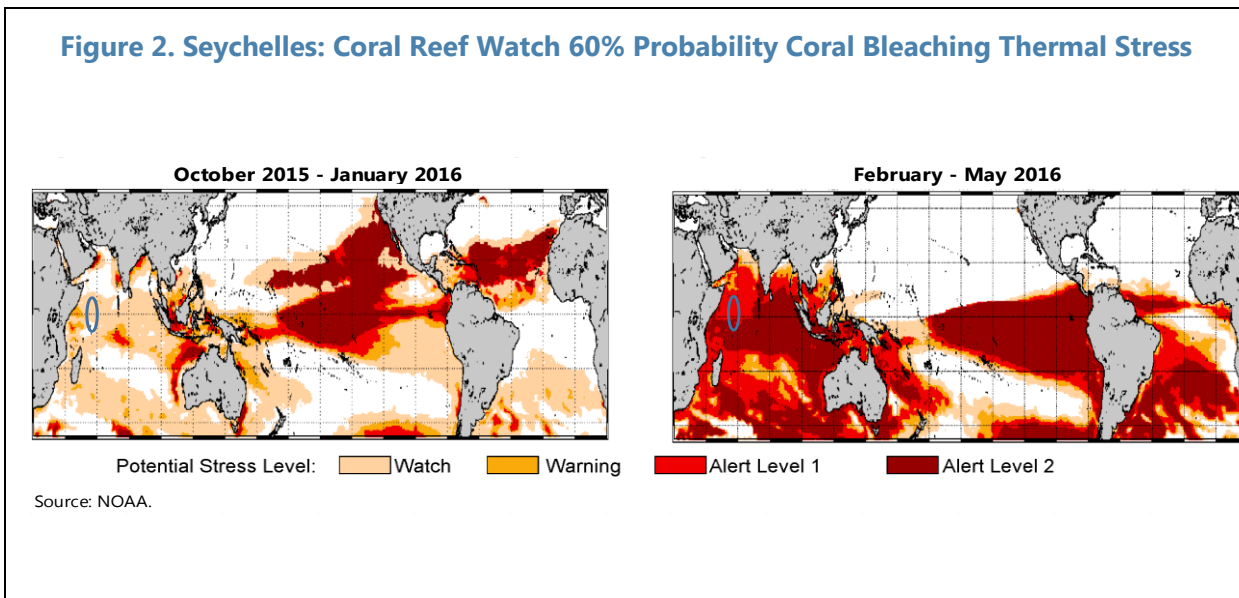 Figure 2. Seychelles: Coral Reef Watch 60% Probability Coral Bleaching Thermal Stress
October 2015 - January 2016
February - May 2016
Potential Stress Level: Watch Warning Alert Level 1 Alert Level 2
Source: NOAA.